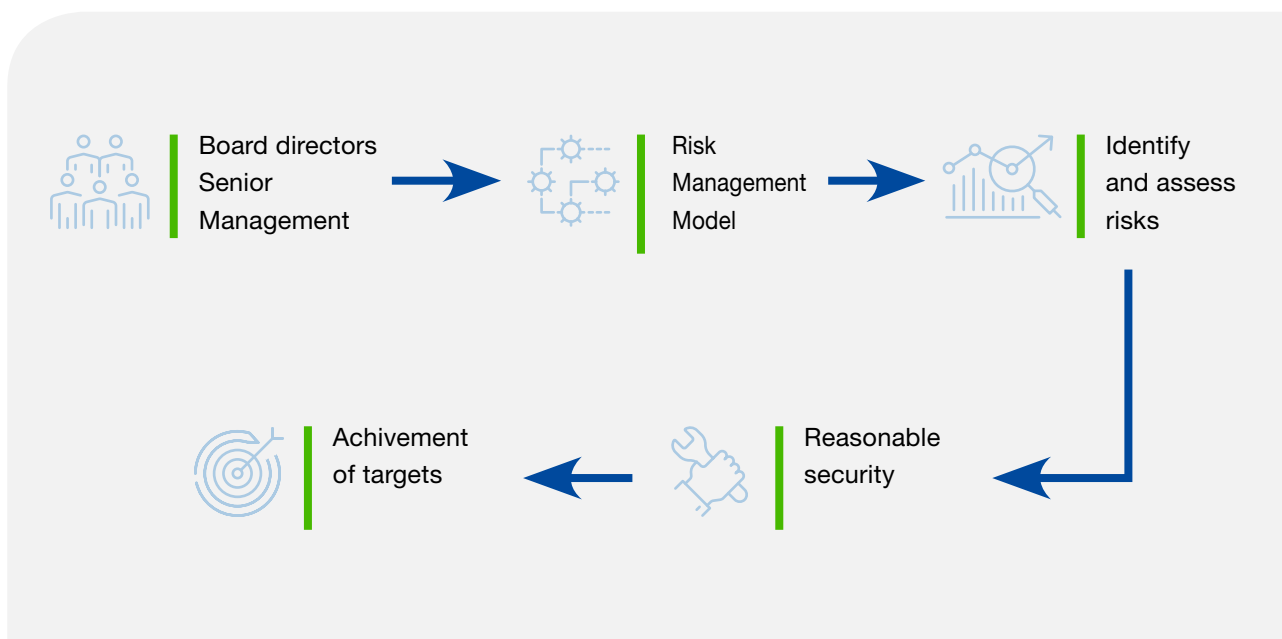 Board directors
Senior
Management
Risk
Management
Model
Identify
and assess
risks
Reasonable
security
Achivement
of targets